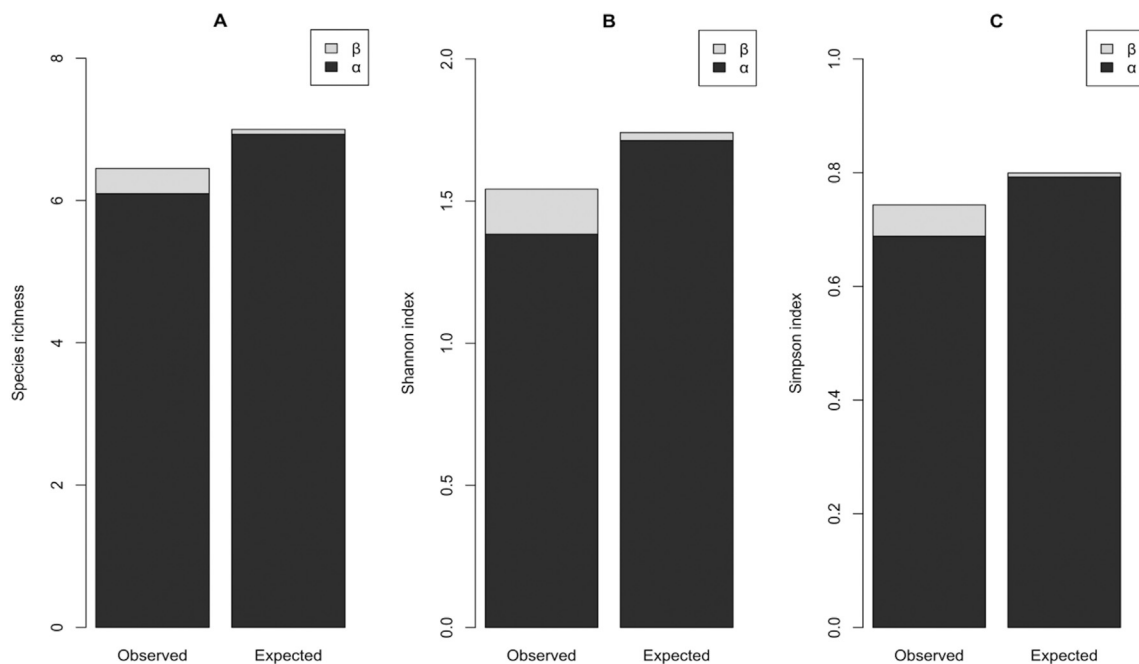 A
β
α
Species richness
8
6
4
2
0
Observed
Expected
B
β
α
Shannon index
2.0
1.5
1.0
0.5
0.0
Observed
Expected
C
β
α
Simpson index
1.0
0.8
0.6
0.4
0.2
0.0
Observed
Expected